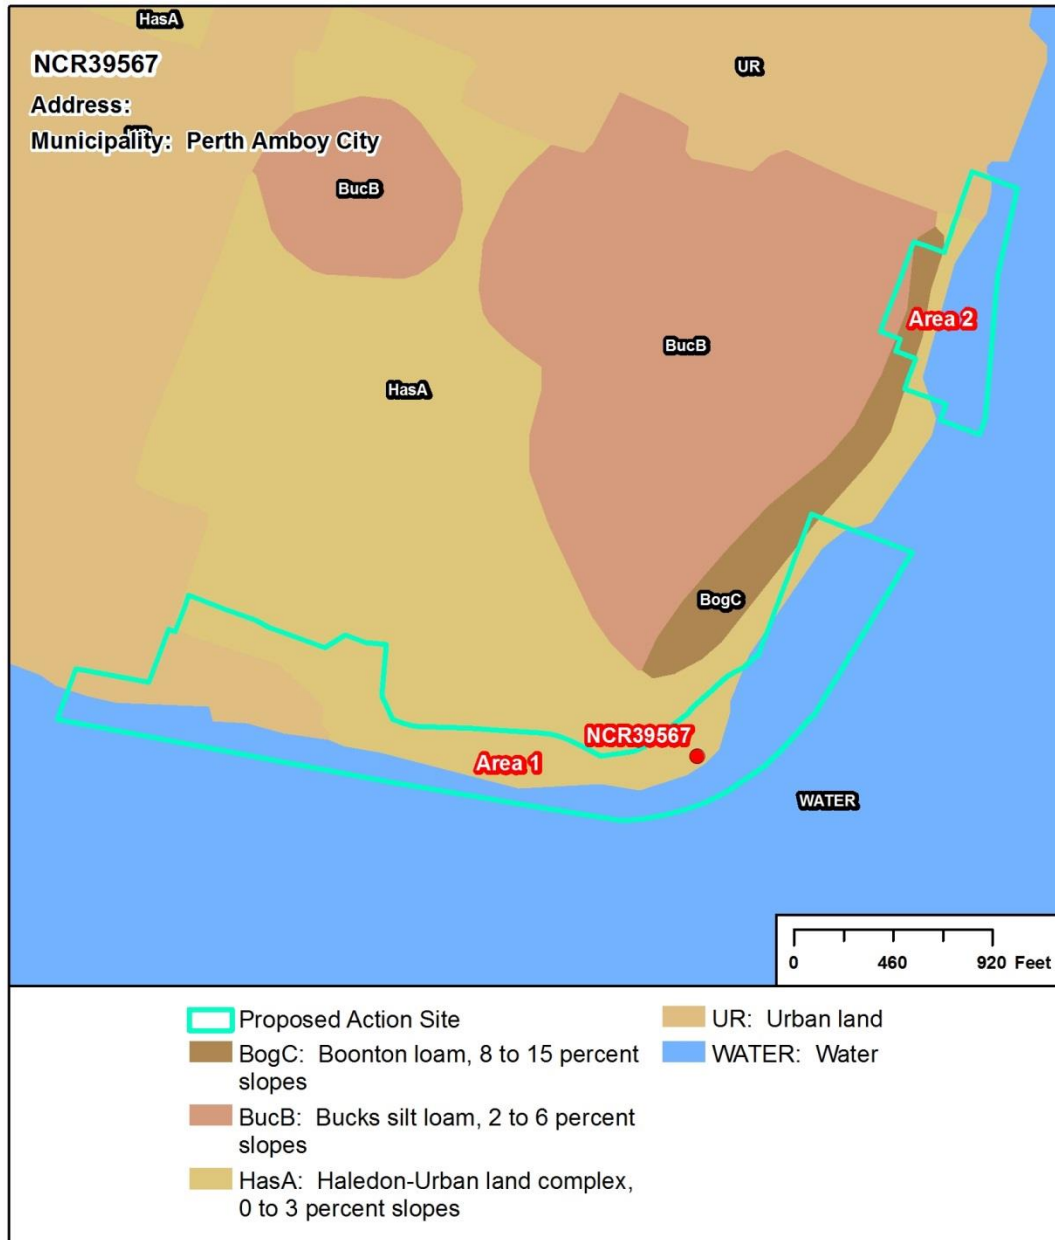 HasA
NCR39567
UR
Address:
Municipality: Perth Amboy City
BucB
Area 2
BucB
HasA
BogC
NCR39567
Area 1
WATER
0 460 920 Feet
Proposed Action Site
BogC: Boonton loam, 8 to 15 percent
slopes
BucB: Bucks silt loam, 2 to 6 percent
slopes
HasA: Haledon-Urban land complex,
0 to 3 percent slopes
UR: Urban land
WATER: Water